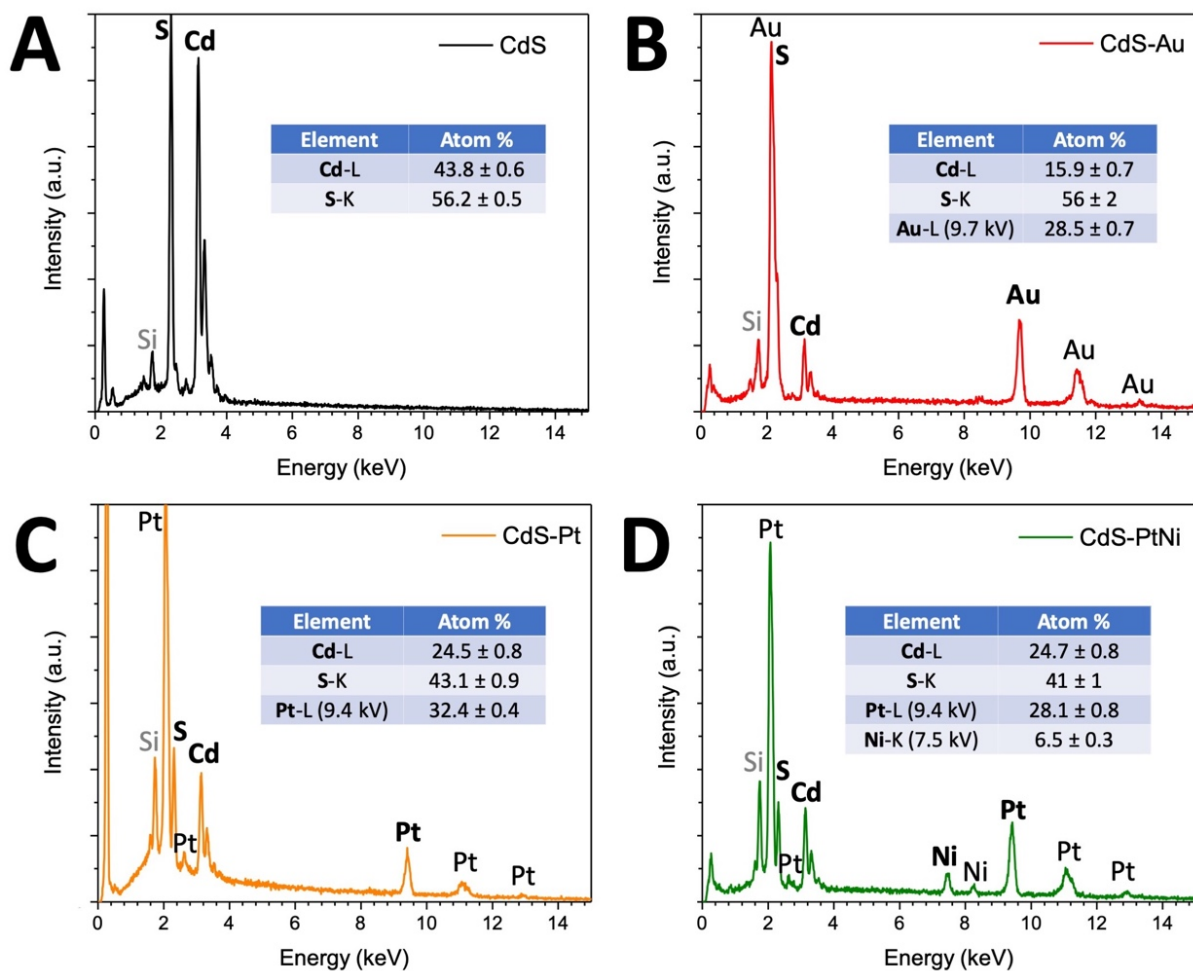 A
S
Cd
CdS
Si
Element Atom %
Cd-L 43.8 ± 0.6
S-K 56.2 ± 0.5
Intensity (a.u.)
0 2 4 6 8 10 12 14
Energy (keV)
B
Au
S
CdS-Au
Si
Cd
Element Atom %
Cd-L 15.9 ± 0.7
S-K 56 ± 2
Au-L (9.7 kV) 28.5 ± 0.7
Au
Au
Au
Intensity (a.u.)
0 2 4 6 8 10 12 14
Energy (keV)
C
Pt
CdS-Pt
Element Atom %
Cd-L 24.5 ± 0.8
S-K 43.1 ± 0.9
Pt-L (9.4 kV) 32.4 ± 0.4
Si
S
Cd
Pt
Pt
Pt
Pt
Intensity (a.u.)
0 2 4 6 8 10 12 14
Energy (keV)
D
Pt
CdS-PtNi
Element Atom %
Cd-L 24.7 ± 0.8
S-K 41 ± 1
Pt-L (9.4 kV) 28.1 ± 0.8
Ni-K (7.5 kV) 6.5 ± 0.3
Si
S
Cd
Pt
Ni
Ni
Pt
Pt
Pt
Intensity (a.u.)
0 2 4 6 8 10 12 14
Energy (keV)